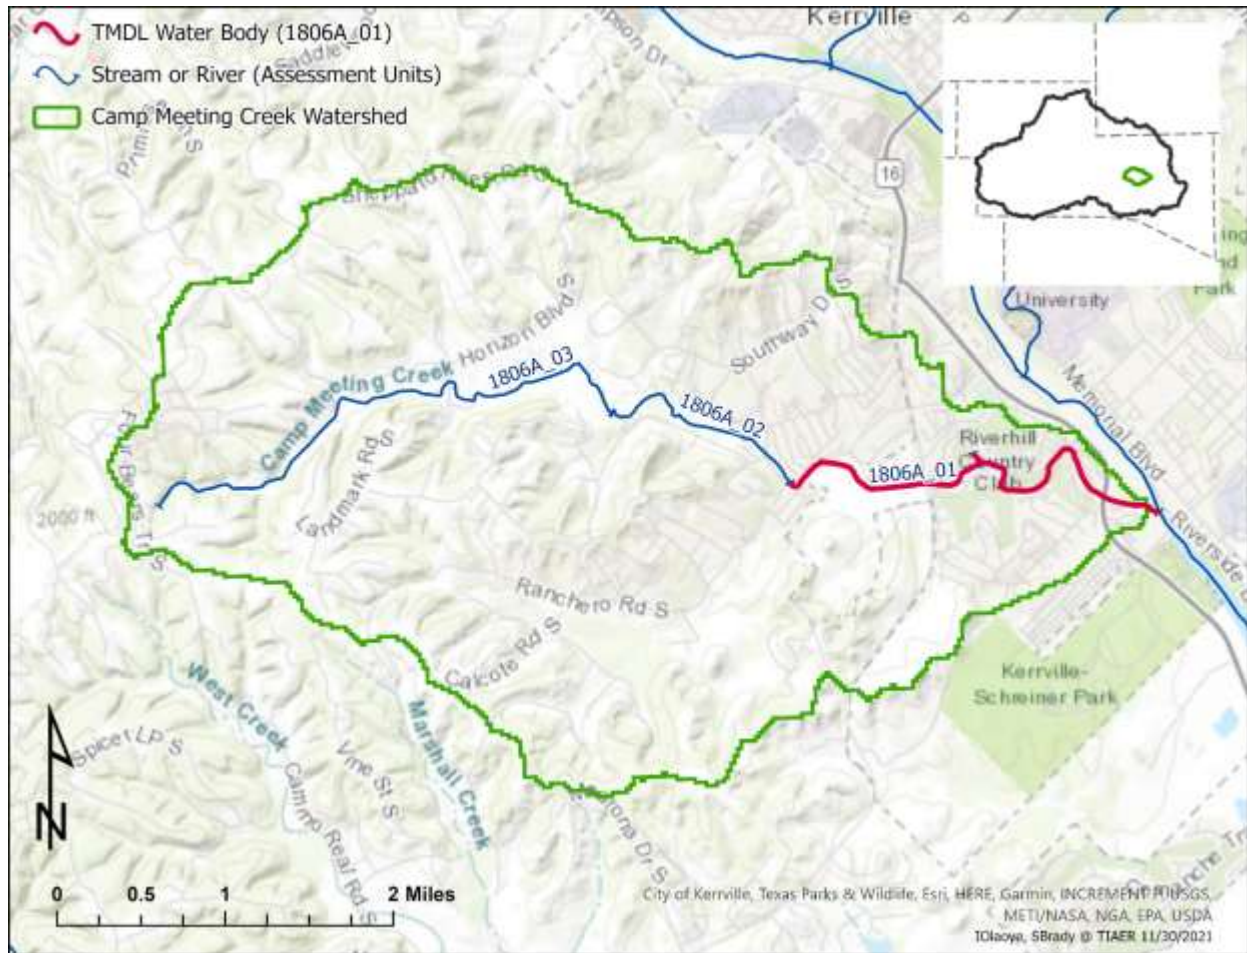 TMDL Water Body (1806A_01)
Stream or River (Assessment Units)
Camp Meeting Creek Watershed
Kerrville
16
University
Park
Memorial Blvd
Horizon Blvd S
Camp Meeting Creek
1806A_03
1806A_02
1806A_01
Riverhill
Country
Club
Landmark Rd S
2000 ft
Ranchero Rd S
Calcote Rd S
Kerrville-
Schreiner Park
West Creek
Marshall Creek
Spicer Lp S
Vine St S
Camino Real Rd S
N
0 0.5 1 2 Miles
City of Kerrville, Texas Parks & Wildlife, Esri, HERE, Garmin, INCREMENT P, USGS,
METI/NASA, NGA, EPA, USDA
IOlaoye, SBrady @ TIAER 11/30/2021